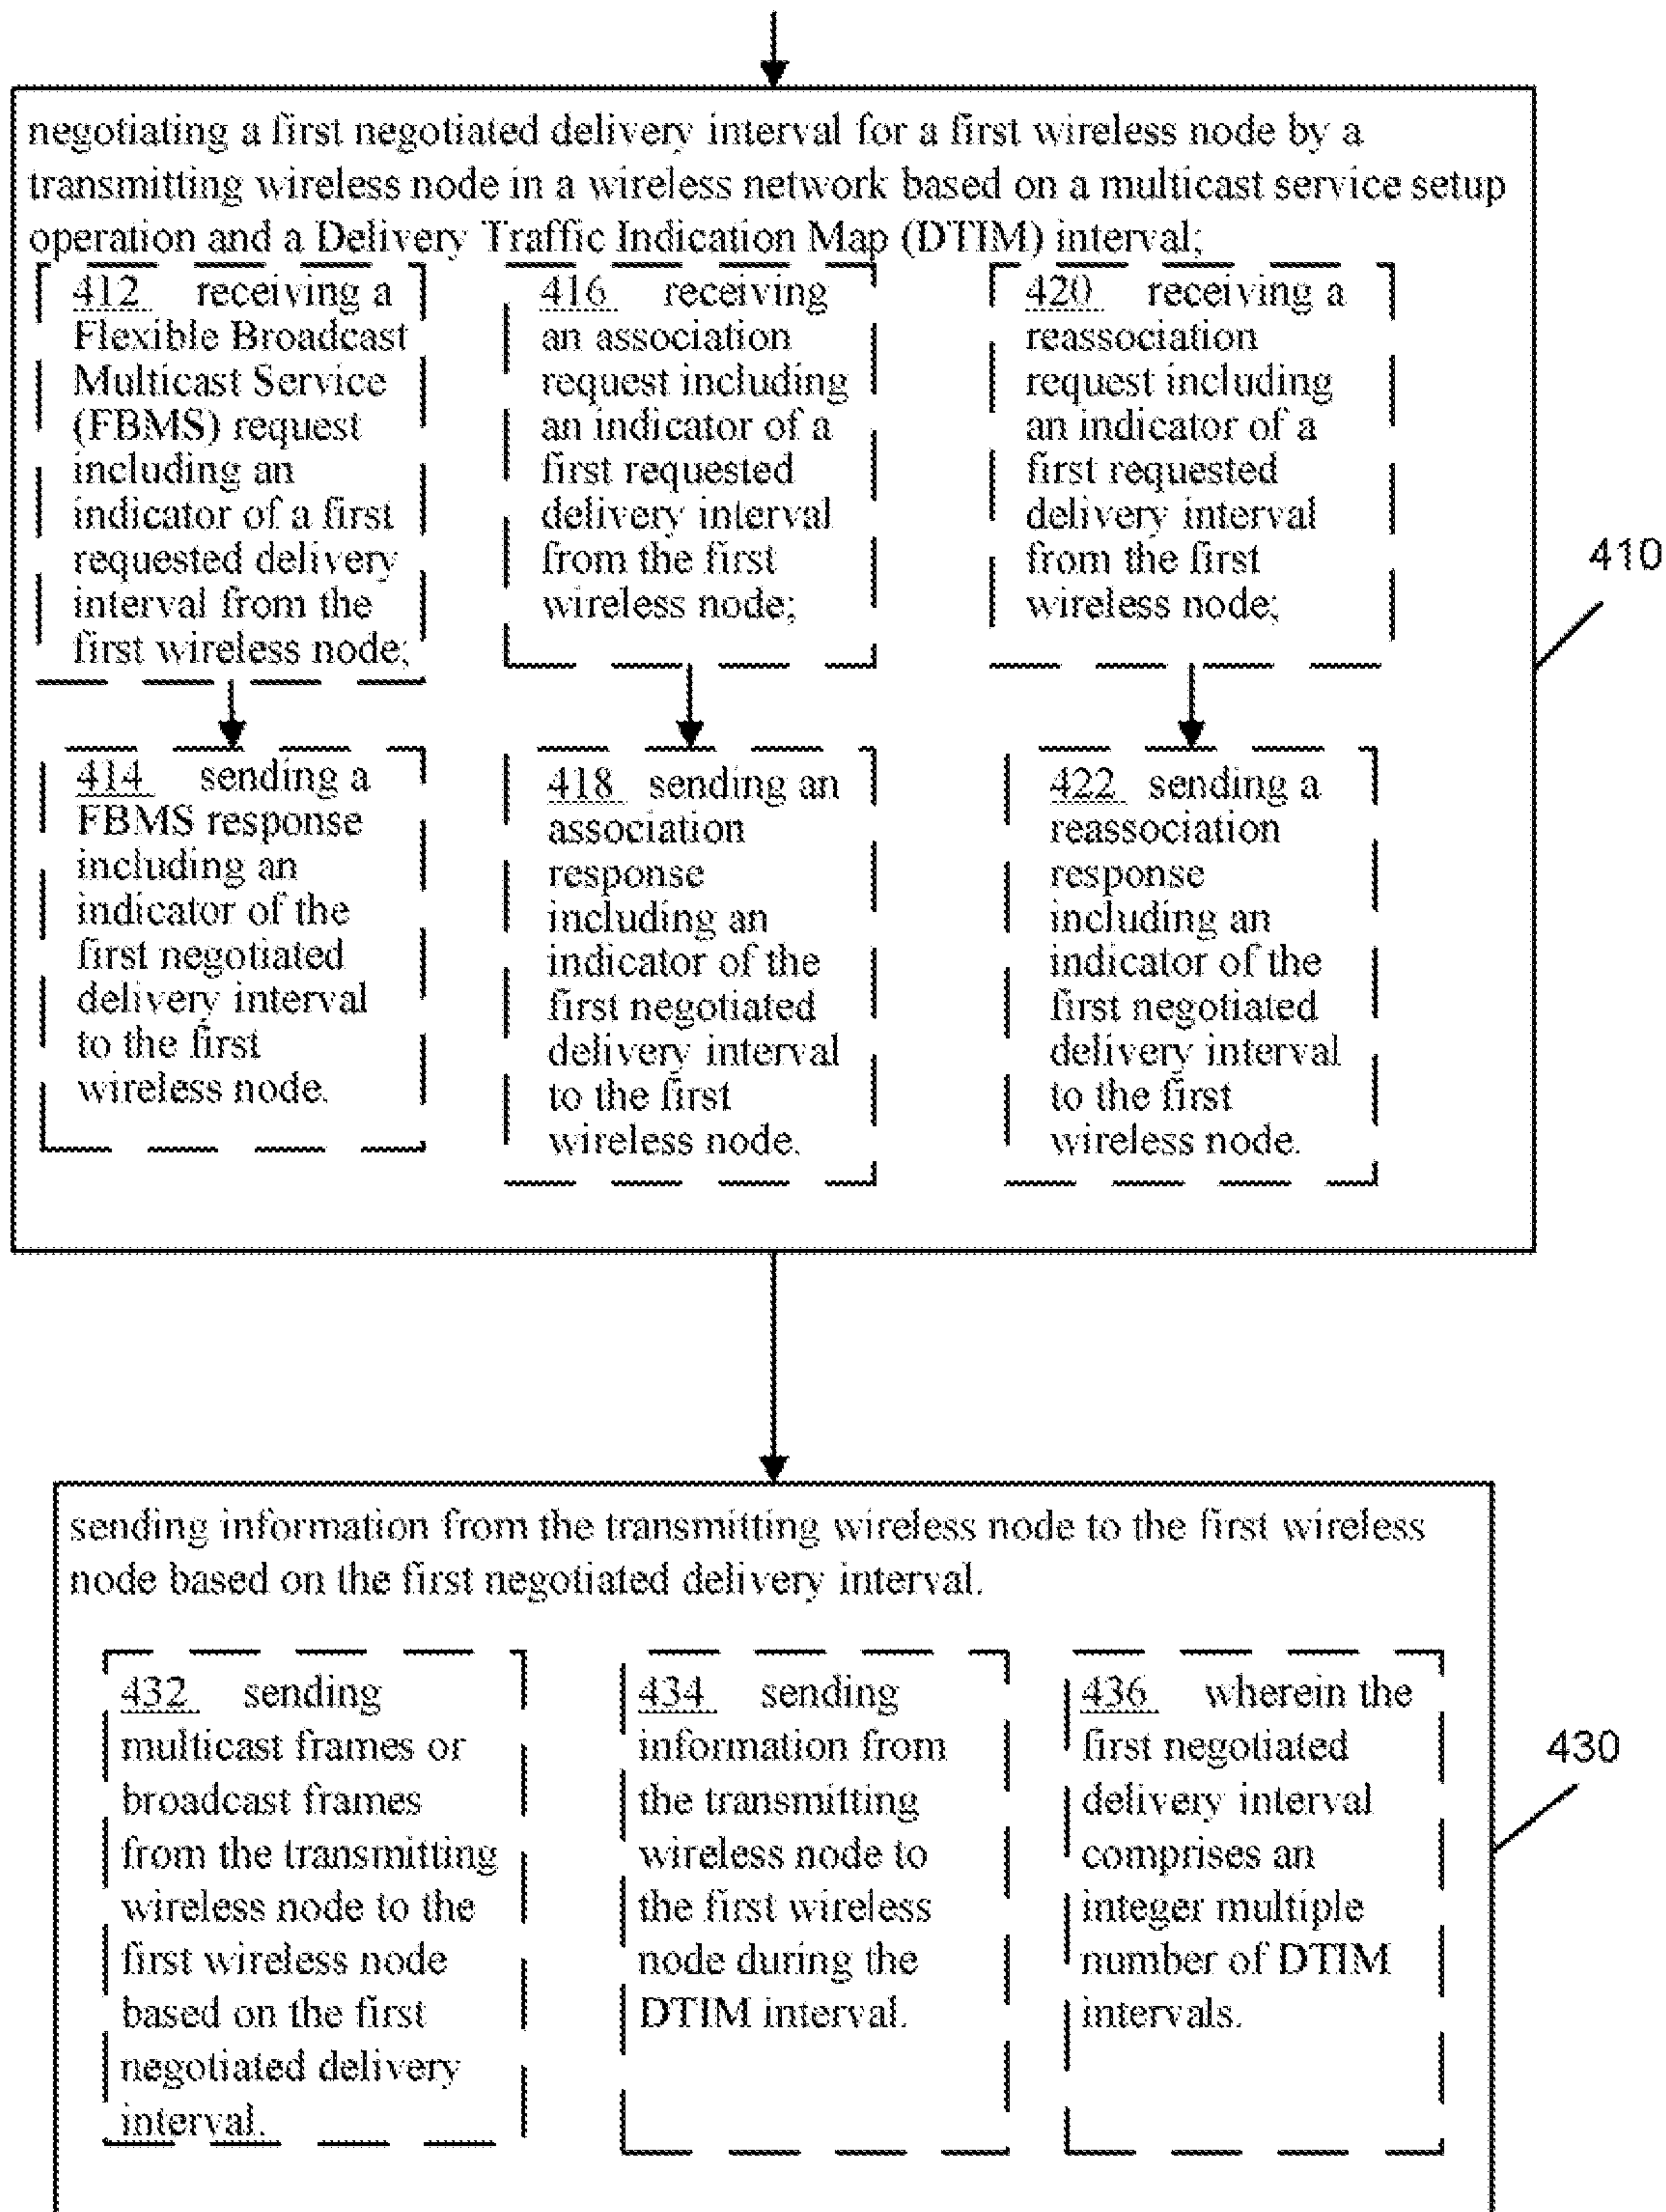 negotiating a first negotiated delivery interval for a first wireless node by a
transmitting wireless node in a wireless network based on a multicast service setup
operation and a Delivery Traffic Indication Map (DTIM) interval;
412 receiving a
Flexible Broadcast
Multicast Service
(FBMS) request
including an
indicator of a first
requested delivery
interval from the
first wireless node;
416 receiving
an association
request including
an indicator of a
first requested
delivery interval
from the first
wireless node;
420 receiving a
reassociation
request including
an indicator of a
first requested
delivery interval
from the first
wireless node;
410
414 sending a
FBMS response
including an
indicator of the
first negotiated
delivery interval
to the first
wireless node.
418 sending an
association
response
including an
indicator of the
first negotiated
delivery interval
to the first
wireless node.
422 sending a
reassociation
response
including an
indicator of the
first negotiated
delivery interval
to the first
wireless node.
sending information from the transmitting wireless node to the first wireless
node based on the first negotiated delivery interval.
432 sending
multicast frames or
broadcast frames
from the transmitting
wireless node to the
first wireless node
based on the first
negotiated delivery
interval.
434 sending
information from
the transmitting
wireless node to
the first wireless
node during the
DTIM interval.
436 wherein the
first negotiated
delivery interval
comprises an
integer multiple
number of DTIM
intervals.
430